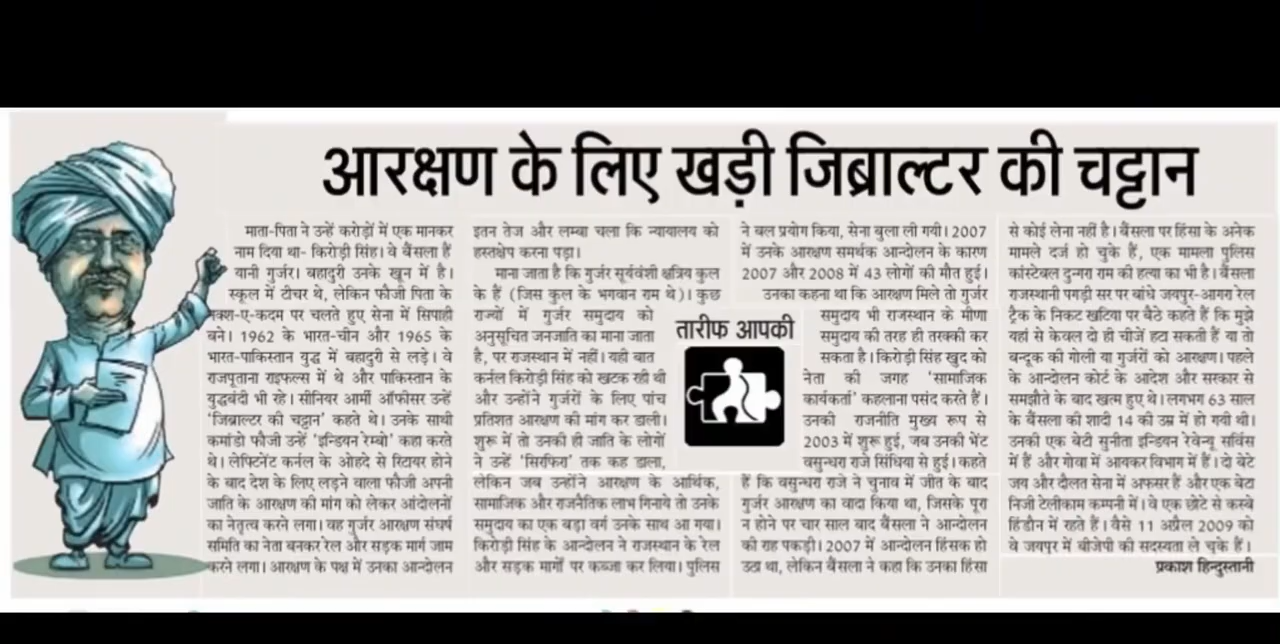 आरक्षण के लिए खड़ी जिब्राल्टर की चट्टान
माता-पिता ने उन्हें करोड़ों में एक मानकर
नाम दिया था- किरोड़ी सिंह। वे बैंसला हैं
यानी गुर्जर। बहादुरी उनके खून में है।
स्कूल में टीचर थे, लेकिन फौजी पिता के
नक्श-ए-कदम पर चलते हुए सेना में सिपाही
बने। 1962 के भारत-चीन और 1965 के
भारत-पाकिस्तान युद्ध में बहादुरी से लड़े। वे
राजपूताना राइफल्स में थे और पाकिस्तान के
युद्धबंदी भी रहे। सीनियर आर्मी ऑफीसर उन्हें
'जिब्राल्टर की चट्टान' कहते थे। उनके साथी
कमांडो फौजी उन्हें 'इन्डियन रेम्बो' कहा करते
थे। लेफ्टिनेंट कर्नल के ओहदे से रिटायर होने
के बाद देश के लिए लड़ने वाला फौजी अपनी
जाति के आरक्षण की मांग को लेकर आंदोलनों
का नेतृत्व करने लगा। वह गुर्जर आरक्षण संघर्ष
समिति का नेता बनकर रेल और सड़क मार्ग जाम
करने लगा। आरक्षण के पक्ष में उनका आन्दोलन
इतन तेज और लम्बा चला कि न्यायालय को
हस्तक्षेप करना पड़ा।
माना जाता है कि गुर्जर सूर्यवंशी क्षत्रिय कुल
के हैं (जिस कुल के भगवान राम थे)। कुछ
राज्यों में गुर्जर समुदाय को
अनुसूचित जनजाति का माना जाता
है, पर राजस्थान में नहीं। यही बात
कर्नल किरोड़ी सिंह को खटक रही थी
और उन्होंने गुर्जरों के लिए पांच
प्रतिशत आरक्षण की मांग कर डाली।
शुरू में तो उनकी ही जाति के लोगों
ने उन्हें 'सिरफिरा' तक कह डाला,
लेकिन जब उन्होंने आरक्षण के आर्थिक,
सामाजिक और राजनैतिक लाभ गिनाये तो उनके
समुदाय का एक बड़ा वर्ग उनके साथ आ गया।
किरोड़ी सिंह के आन्दोलन ने राजस्थान के रेल
और सड़क मार्गों पर कब्जा कर लिया। पुलिस
तारीफ आपकी
ने बल प्रयोग किया, सेना बुला ली गयी। 2007
में उनके आरक्षण समर्थक आन्दोलन के कारण
2007 और 2008 में 43 लोगों की मौत हुई।
उनका कहना था कि आरक्षण मिले तो गुर्जर
समुदाय भी राजस्थान के मीणा
समुदाय की तरह ही तरक्की कर
सकता है। किरोड़ी सिंह खुद को
नेता की जगह 'सामाजिक
कार्यकर्ता' कहलाना पसंद करते हैं।
उनकी राजनीति मुख्य रूप से
2003 में शुरू हुई, जब उनकी भेंट
वसुन्धरा राजे सिंधिया से हुई। कहते
हैं कि वसुन्धरा राजे ने चुनाव में जीत के बाद
गुर्जर आरक्षण का वादा किया था, जिसके पूरा
न होने पर चार साल बाद बैंसला ने आन्दोलन
की राह पकड़ी। 2007 में आन्दोलन हिंसक हो
उठा था, लेकिन बैंसला ने कहा कि उनका हिंसा
से कोई लेना नहीं है। बैंसला पर हिंसा के अनेक
मामले दर्ज हो चुके हैं, एक मामला पुलिस
कांस्टेबल दुन्गरा राम की हत्या का भी है। बैंसला
राजस्थानी पगड़ी सर पर बांधे जयपुर-आगरा रेल
ट्रैक के निकट खटिया पर बैठे कहते हैं कि मुझे
यहां से केवल दो ही चीजें हटा सकती हैं या तो
बन्दूक की गोली या गुर्जरों को आरक्षण। पहले
के आन्दोलन कोर्ट के आदेश और सरकार से
समझौते के बाद खत्म हुए थे। लगभग 63 साल
के बैंसला की शादी 14 की उम्र में हो गयी थी।
उनकी एक बेटी सुनीता इन्डियन रेवेन्यू सर्विस
में हैं और गोवा में आयकर विभाग में हैं। दो बेटे
जय और दौलत सेना में अफसर हैं और एक बेटा
निजी टेलीकाम कम्पनी में। वे एक छोटे से कस्बे
हिंडौन में रहते हैं। वैसे 11 अप्रैल 2009 को
वे जयपुर में बीजेपी की सदस्यता ले चुके हैं।
प्रकाश हिन्दुस्तानी